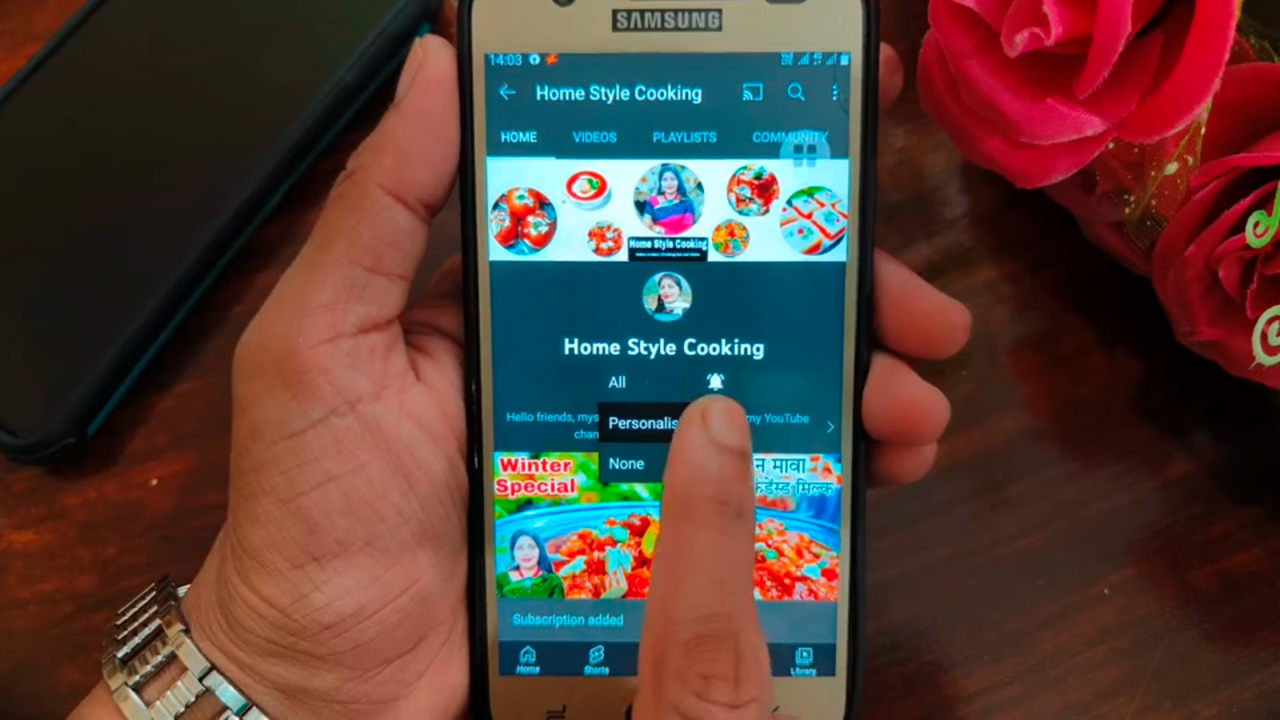 SAMSUNG
14:03
Home Style Cooking
HOME VIDEOS PLAYLISTS COMMUNITY
Home Style Cooking
Home Style Cooking
All
Hello friends, mys my YouTube
Personalis
chan
None
Winter
Special
न मावा
कंडेंस्ड मिल्क
Subscription added
Home Shorts Library